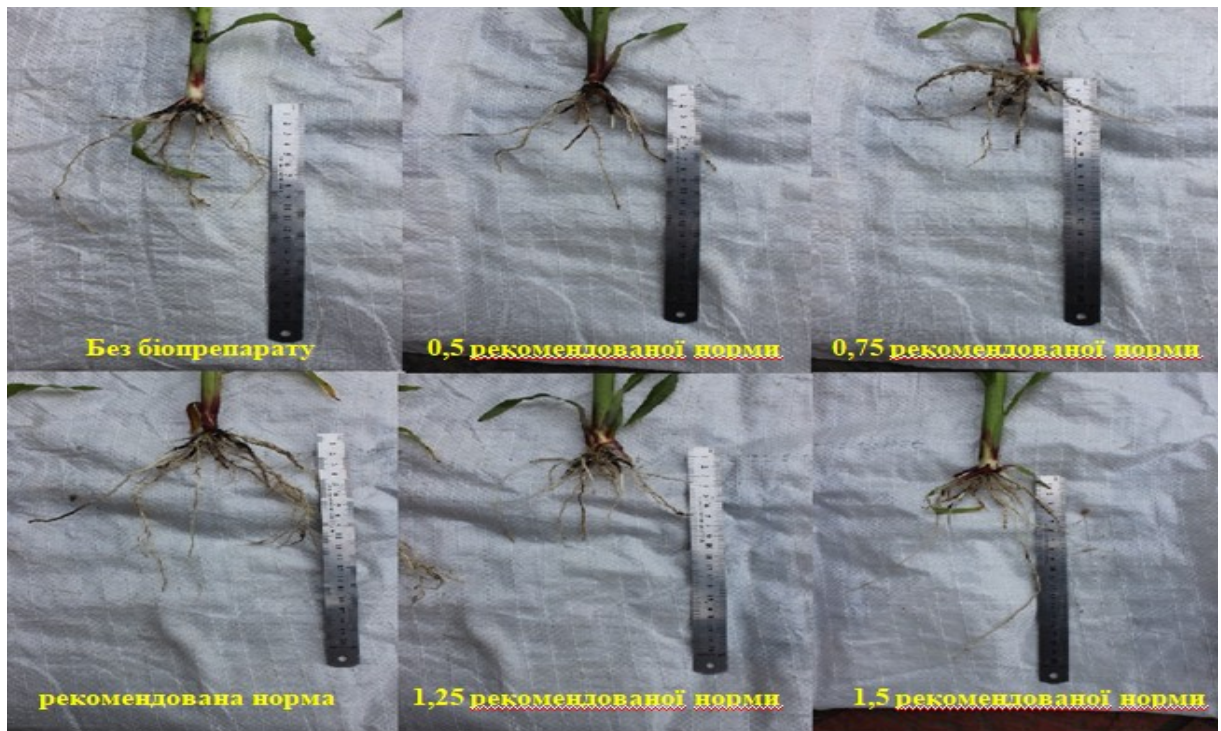 Без біопрепарату
0,5 рекомендованої норми
0,75 рекомендованої норми
рекомендована норма
1,25 рекомендованої норми
1,5 рекомендованої норми